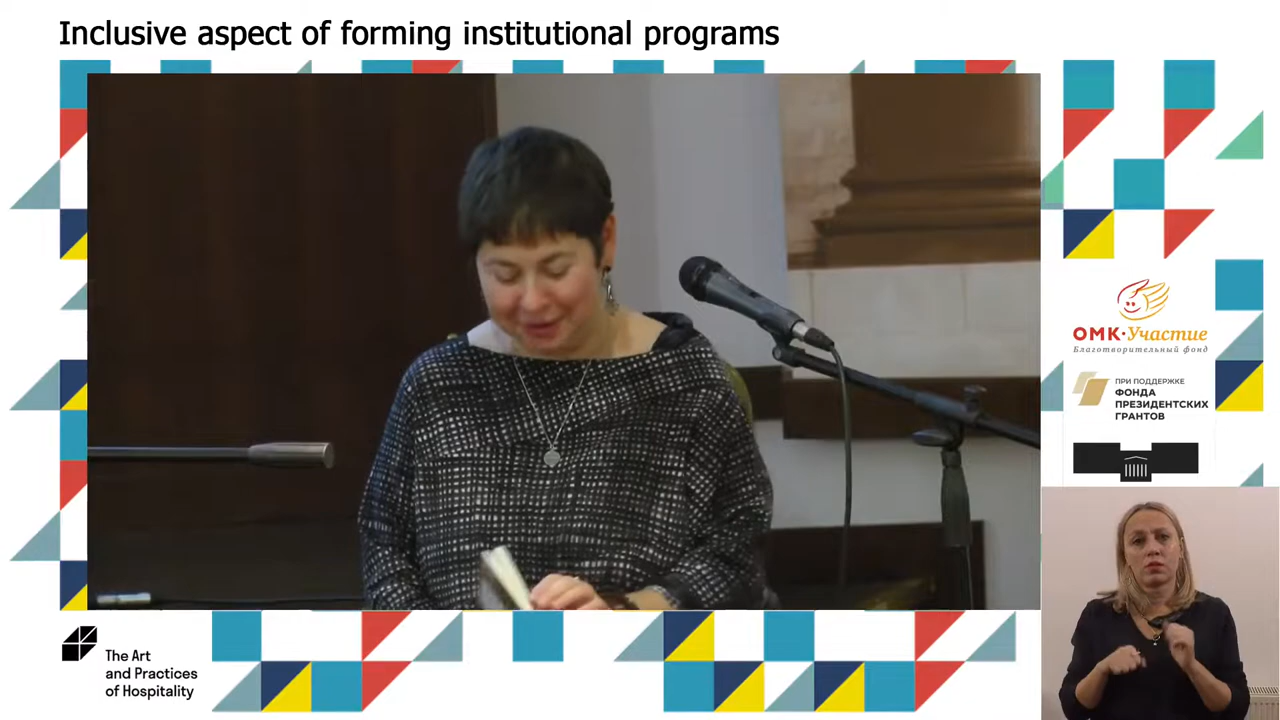 Inclusive aspect of forming institutional programs
ОМК·Участие
Благотворительный фонд
ПРИ ПОДДЕРЖКЕ
ФОНДА
ПРЕЗИДЕНТСКИХ
ГРАНТОВ
The Art
and Practices
of Hospitality